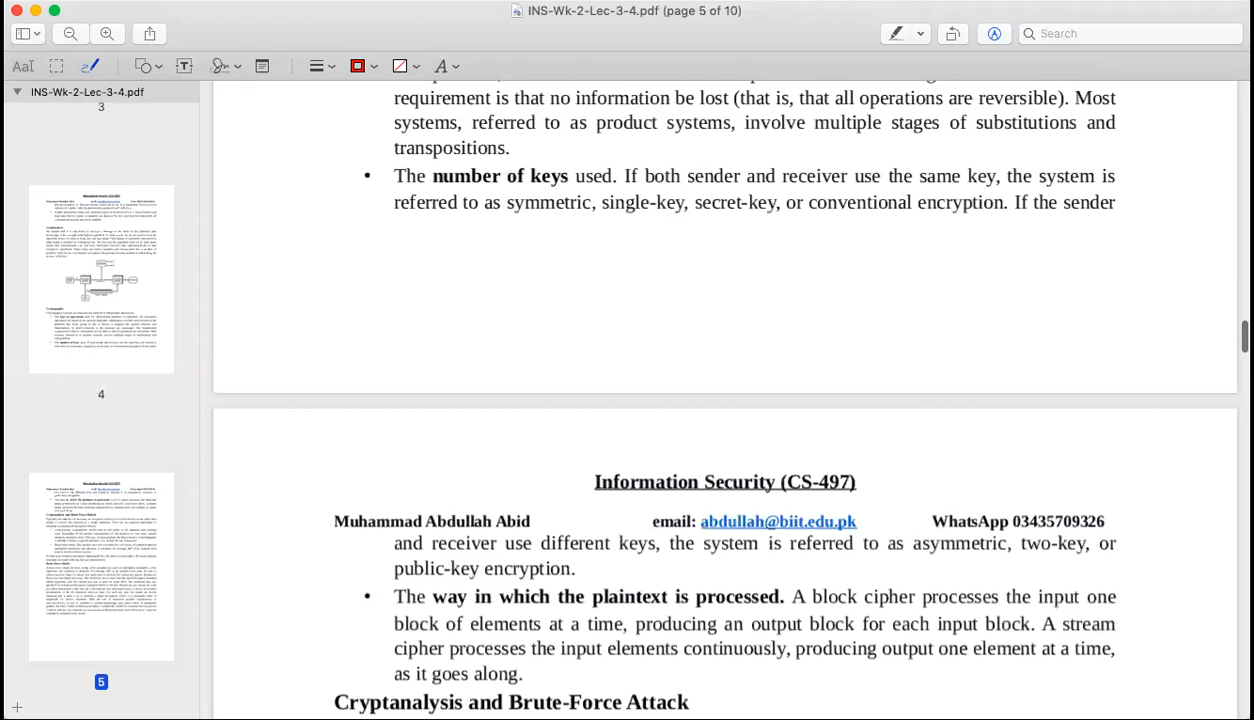 INS-Wk-2-Lec-3-4.pdf (page 5 of 10)
Search
AaI
INS-Wk-2-Lec-3-4.pdf
3
4
5
requirement is that no information be lost (that is, that all operations are reversible). Most
systems, referred to as product systems, involve multiple stages of substitutions and
transpositions.
• The number of keys used. If both sender and receiver use the same key, the system is
referred to as symmetric, single-key, secret-key, or conventional encryption. If the sender
Information Security (CS-497)
Muhammad Abdullah Adid email: abdullah@biit.edu.pk WhatsApp 03435709326
and receiver use different keys, the system is referred to as asymmetric, two-key, or
public-key encryption.
• The way in which the plaintext is processed. A block cipher processes the input one
block of elements at a time, producing an output block for each input block. A stream
cipher processes the input elements continuously, producing output one element at a time,
as it goes along.
Cryptanalysis and Brute-Force Attack